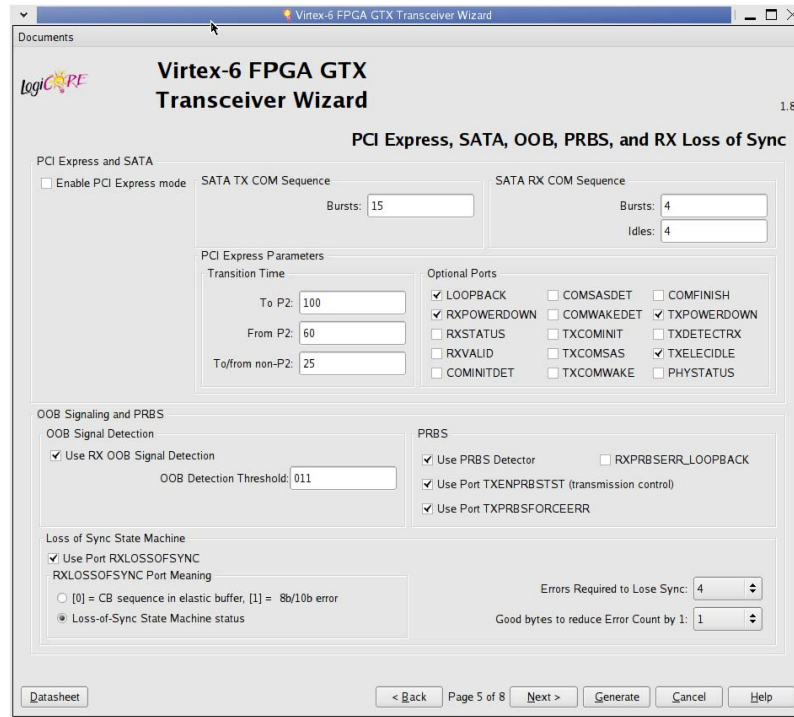 Virtex-6 FPGA GTX Transceiver Wizard
Documents
LogiCORE
Virtex-6 FPGA GTX
Transceiver Wizard
1.8
PCI Express, SATA, OOB, PRBS, and RX Loss of Sync
PCI Express and SATA
Enable PCI Express mode
SATA TX COM Sequence
Bursts: 15
SATA RX COM Sequence
Bursts: 4
Idles: 4
PCI Express Parameters
Transition Time
To P2: 100
From P2: 60
To/from non-P2: 25
Optional Ports
LOOPBACK COMSASDET COMFINISH
RXPOWERDOWN COMWAKEDET TXPOWERDOWN
RXSTATUS TXCOMINIT TXDETECTRX
RXVALID TXCOMSAS TXELECIDLE
COMINITDET TXCOMWAKE PHYSTATUS
OOB Signaling and PRBS
OOB Signal Detection
Use RX OOB Signal Detection
OOB Detection Threshold: 011
PRBS
Use PRBS Detector RXPRBSERR_LOOPBACK
Use Port TXENPRBSTST (transmission control)
Use Port TXPRBSFORCEERR
Loss of Sync State Machine
Use Port RXLOSSOFSYNC
RXLOSSOFSYNC Port Meaning
[0] = CB sequence in elastic buffer, [1] = 8b/10b error
Loss-of-Sync State Machine status
Errors Required to Lose Sync: 4
Good bytes to reduce Error Count by 1: 1
Datasheet < Back Page 5 of 8 Next > Generate Cancel Help